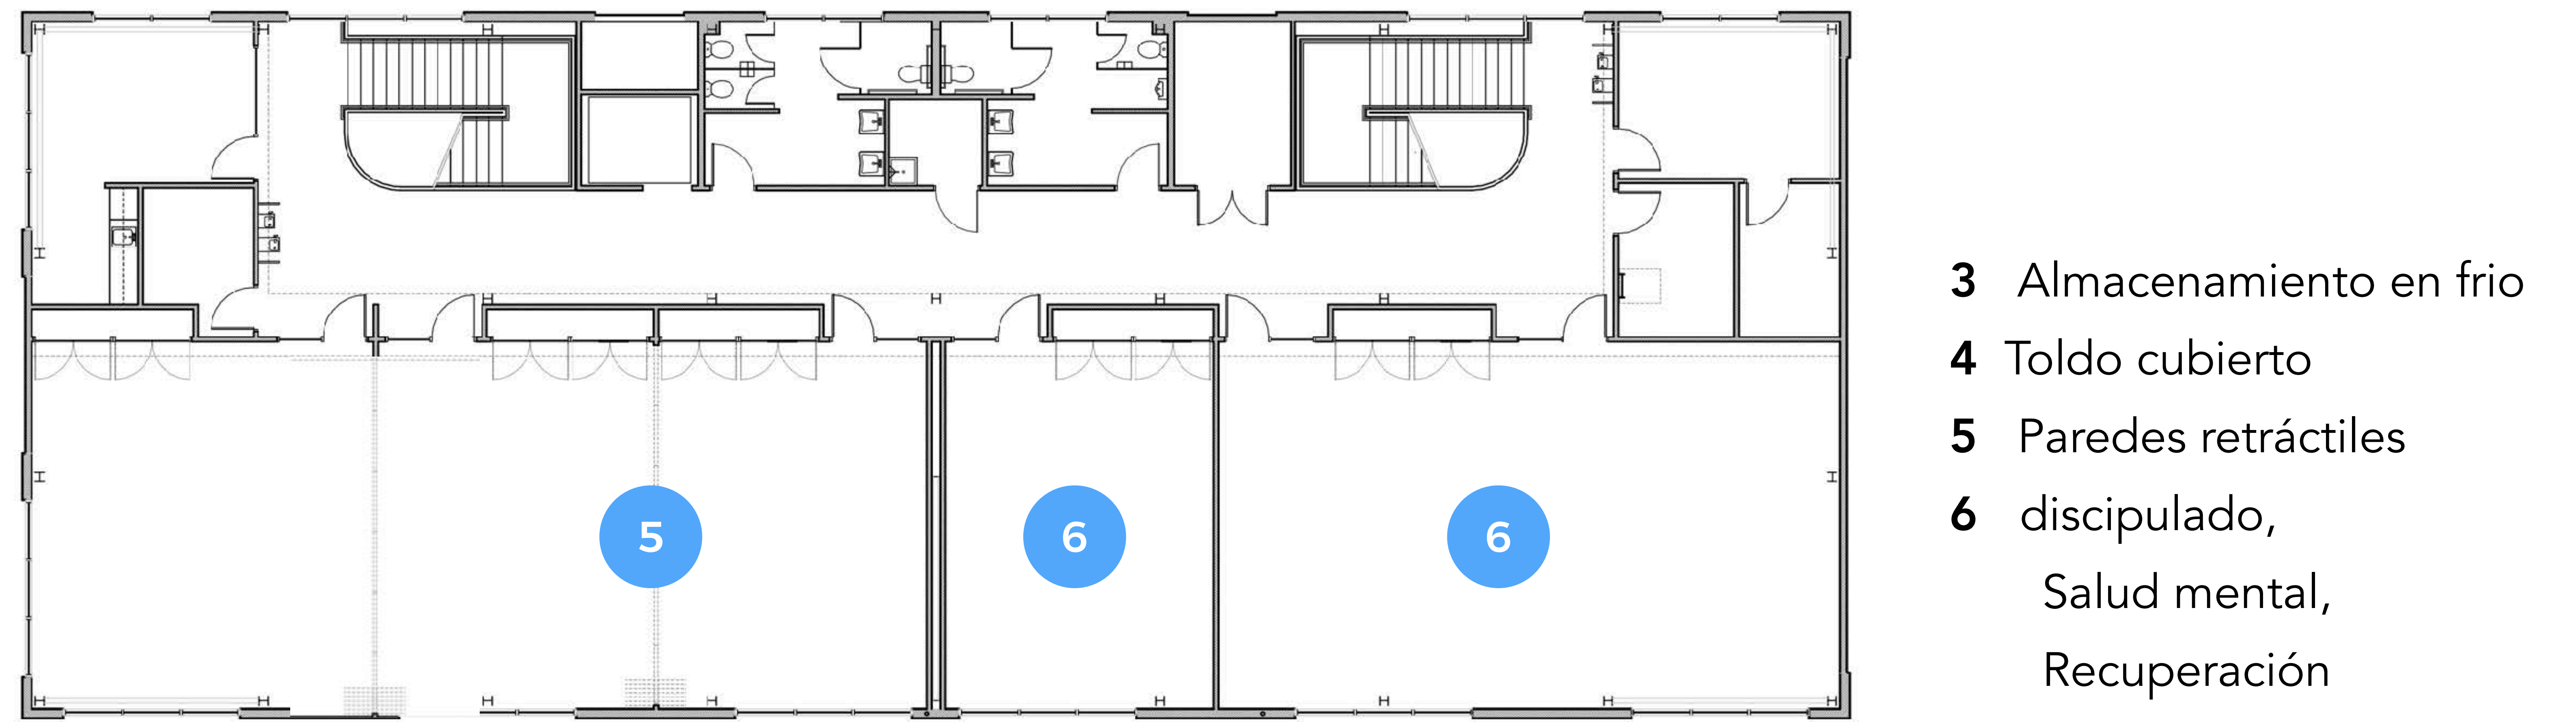 5
6
6
3 Almacenamiento en frio
4 Toldo cubierto
5 Paredes retráctiles
6 discipulado,
Salud mental,
Recuperación